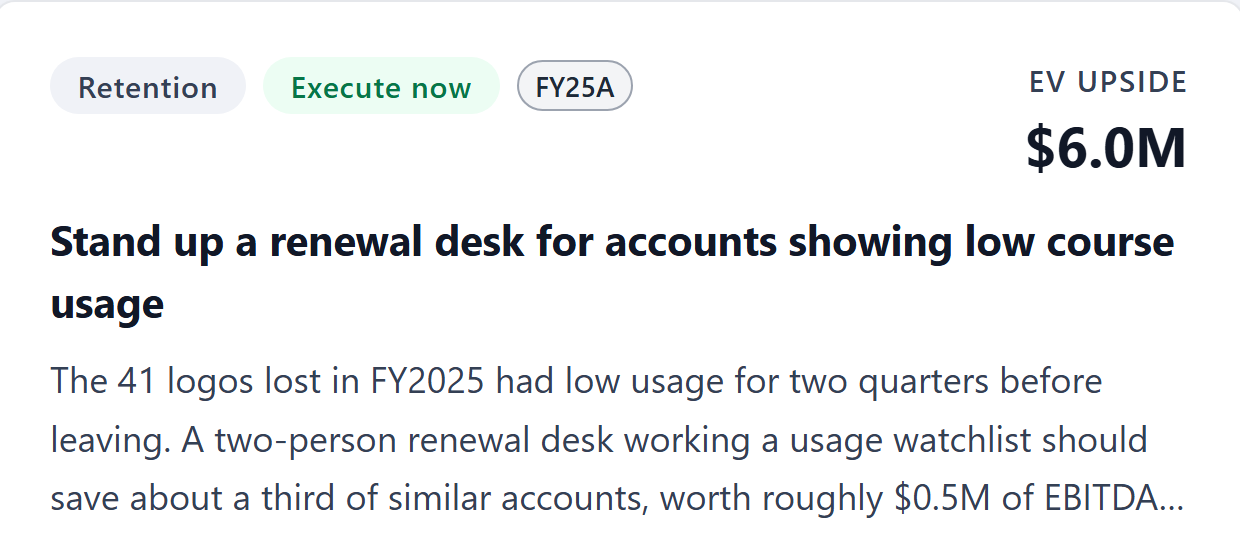 Retention
Execute now
FY25A
EV UPSIDE
$6.0M
Stand up a renewal desk for accounts showing low course
usage
The 41 logos lost in FY2025 had low usage for two quarters before
leaving. A two-person renewal desk working a usage watchlist should
save about a third of similar accounts, worth roughly $0.5M of EBITDA...